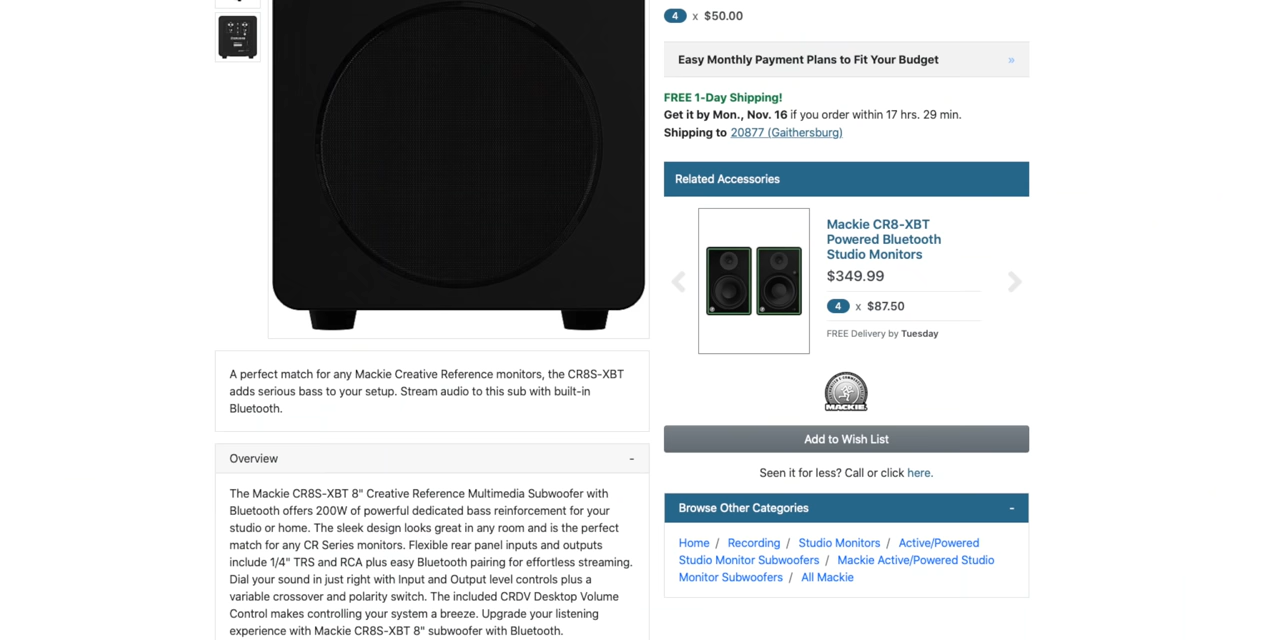 4 x $50.00
Easy Monthly Payment Plans to Fit Your Budget »
FREE 1-Day Shipping!
Get it by Mon., Nov. 16 if you order within 17 hrs. 29 min.
Shipping to 20877 (Gaithersburg)
Related Accessories
Mackie CR8-XBT
Powered Bluetooth
Studio Monitors
$349.99
4 x $87.50
FREE Delivery by Tuesday
MACKIE.
Add to Wish List
Seen it for less? Call or click here.
Browse Other Categories -
Home / Recording / Studio Monitors / Active/Powered
Studio Monitor Subwoofers / Mackie Active/Powered Studio
Monitor Subwoofers / All Mackie
A perfect match for any Mackie Creative Reference monitors, the CR8S-XBT
adds serious bass to your setup. Stream audio to this sub with built-in
Bluetooth.
Overview -
The Mackie CR8S-XBT 8" Creative Reference Multimedia Subwoofer with
Bluetooth offers 200W of powerful dedicated bass reinforcement for your
studio or home. The sleek design looks great in any room and is the perfect
match for any CR Series monitors. Flexible rear panel inputs and outputs
include 1/4" TRS and RCA plus easy Bluetooth pairing for effortless streaming.
Dial your sound in just right with Input and Output level controls plus a
variable crossover and polarity switch. The included CRDV Desktop Volume
Control makes controlling your system a breeze. Upgrade your listening
experience with Mackie CR8S-XBT 8" subwoofer with Bluetooth.